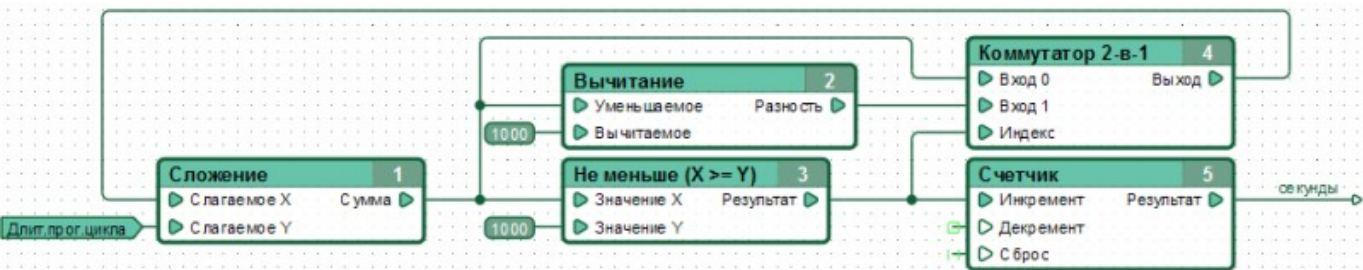 Коммутатор 2-в-1 4
Вход 0 Выход
Вход 1
Индекс
Вычитание 2
Уменьшаемое Разность
1000 Вычитаемое
Сложение 1
Слагаемое X Сумма
Длит.прог.цикла Слагаемое Y
Не меньше (X >= Y) 3
Значение X Результат
1000 Значение Y
Счетчик 5
Инкремент Результат секунды
Декремент
Сброс